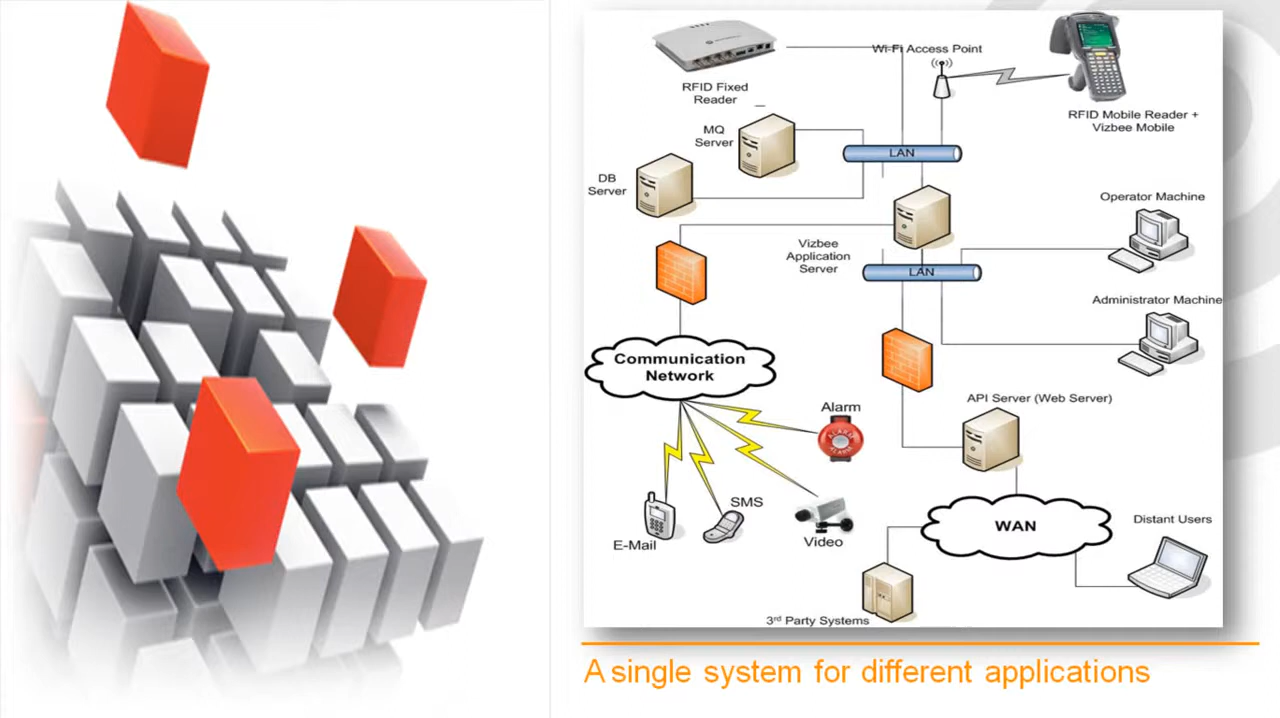 Wi-Fi Access Point
RFID Fixed
Reader
RFID Mobile Reader +
Vizbee Mobile
MQ
Server
LAN
DB
Server
Operator Machine
Vizbee
Application
Server
LAN
Administrator Machine
Communication
Network
API Server (Web Server)
Alarm
SMS
E-Mail
Video
WAN
Distant Users
3rd Party Systems
A single system for different applications